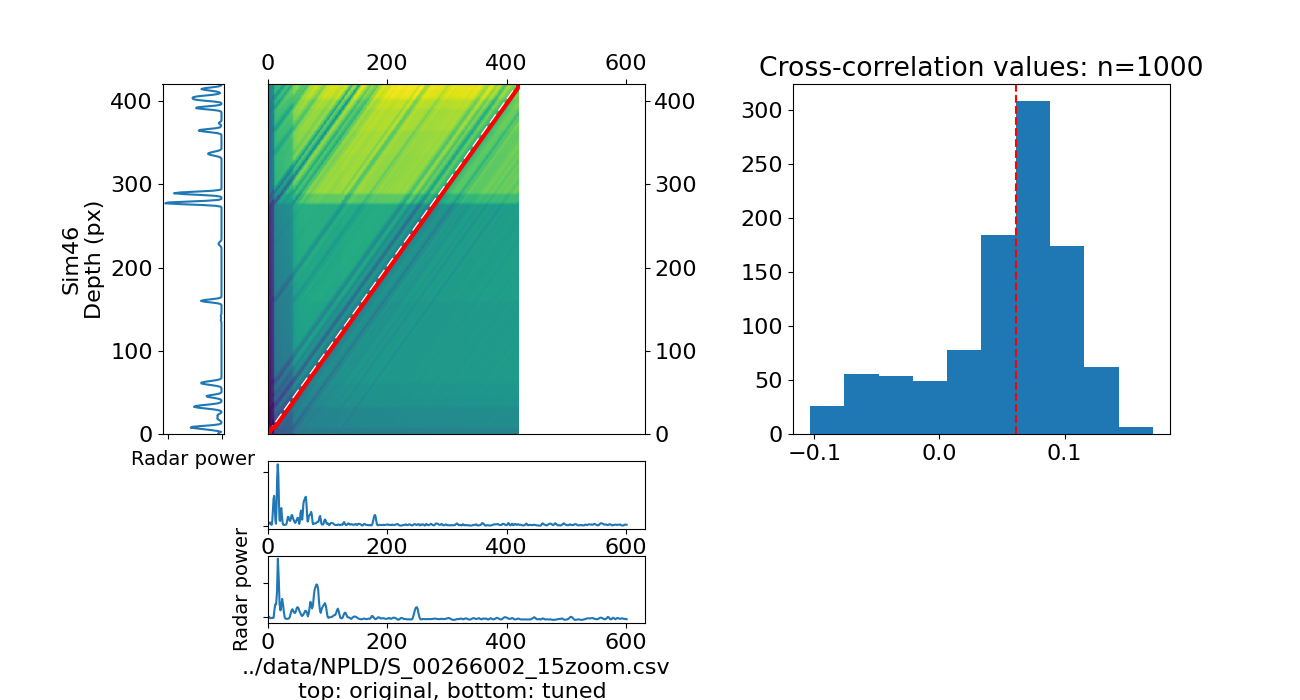 0 200 400 600
Cross-correlation values: n=1000
400
300
200
100
0
Sim46
Depth (px)
Radar power
400
300
200
100
0
300
250
200
150
100
50
0
−0.1 0.0 0.1
0 200 400 600
Radar power
0 200 400 600
../data/NPLD/S_00266002_15zoom.csv
top: original, bottom: tuned